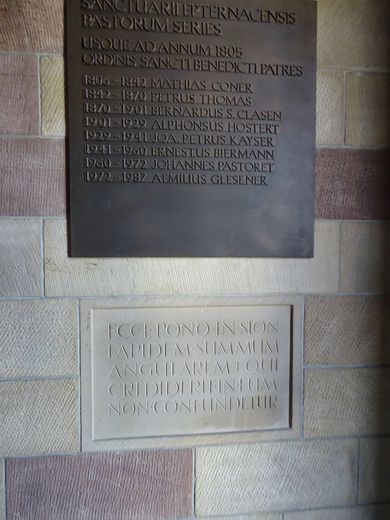 SANCTUARII EPTERNACENSIS
PASTORUM SERIES
USQUE AD ANNUM 1805
ORDINIS SANCTI BENEDICTI PATRES
1806–1842 MATHIAS CONER
1842–1870 PETRUS THOMAS
1870–1901 BERNARDUS S. CLASEN
1901–1929 ALPHONSUS HOSTERT
1929–1941 JOA. PETRUS KAYSER
1941–1960 ERNESTUS BIERMANN
1960–1972 JOHANNES PASTORET
1972–1987 AEMILIUS GLESENER
ECCE·PONO·IN·SION
LAPIDEM·SUMMUM
ANGULAREM·ET·QUI
CREDIDERIT·IN·EUM
NON·CONFUNDETUR